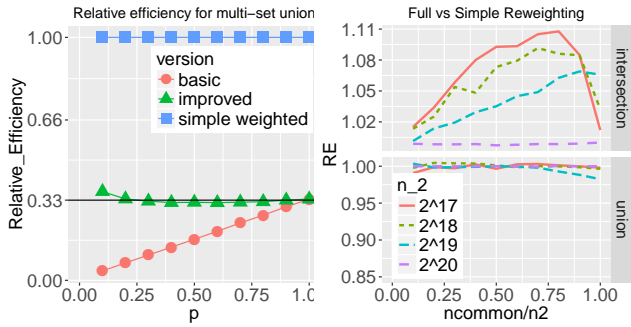 Relative efficiency for multi-set union
Relative_Efficiency
1.00
0.66
0.33
0.00
version
basic
improved
simple weighted
0.00
0.25
0.50
0.75
1.0
p
Full vs Simple Reweighting
RE
1.11
1.08
1.05
1.02
intersection
1.00
0.95
0.90
0.85
union
n_2
2^17
2^18
2^19
2^20
0.00
0.25
0.50
0.75
1.00
ncommon/n2